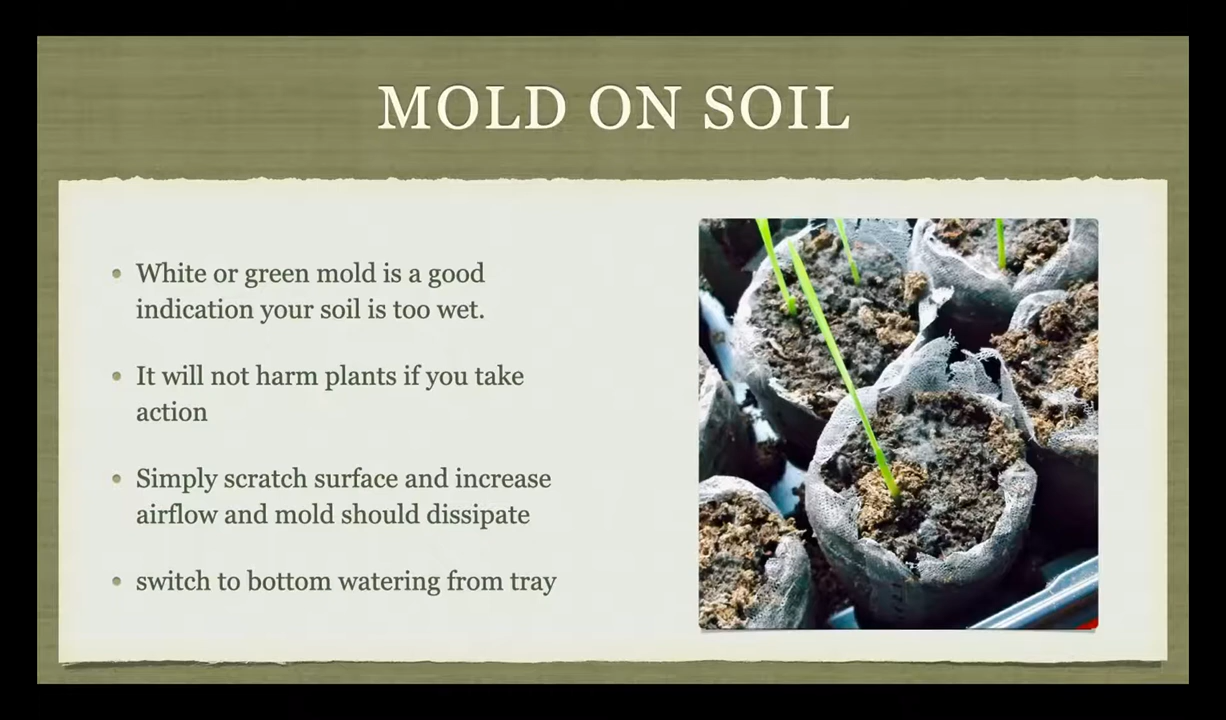 MOLD ON SOIL
• White or green mold is a good
indication your soil is too wet.
• It will not harm plants if you take
action
• Simply scratch surface and increase
airflow and mold should dissipate
• switch to bottom watering from tray